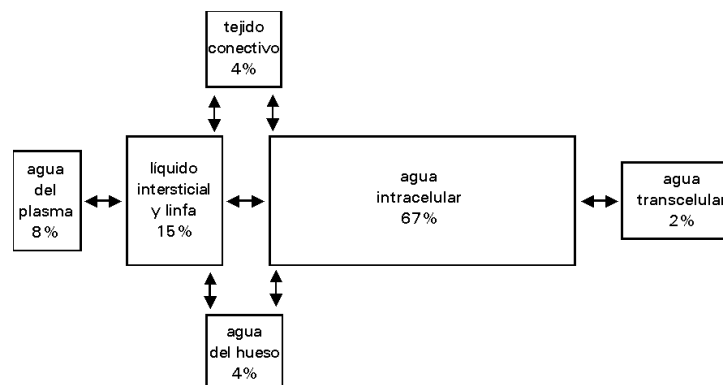 tejido
conectivo
4%
agua
del
plasma
8%
líquido
intersticial
y linfa
15%
agua
intracelular
67%
agua
transcelular
2%
agua
del hueso
4%